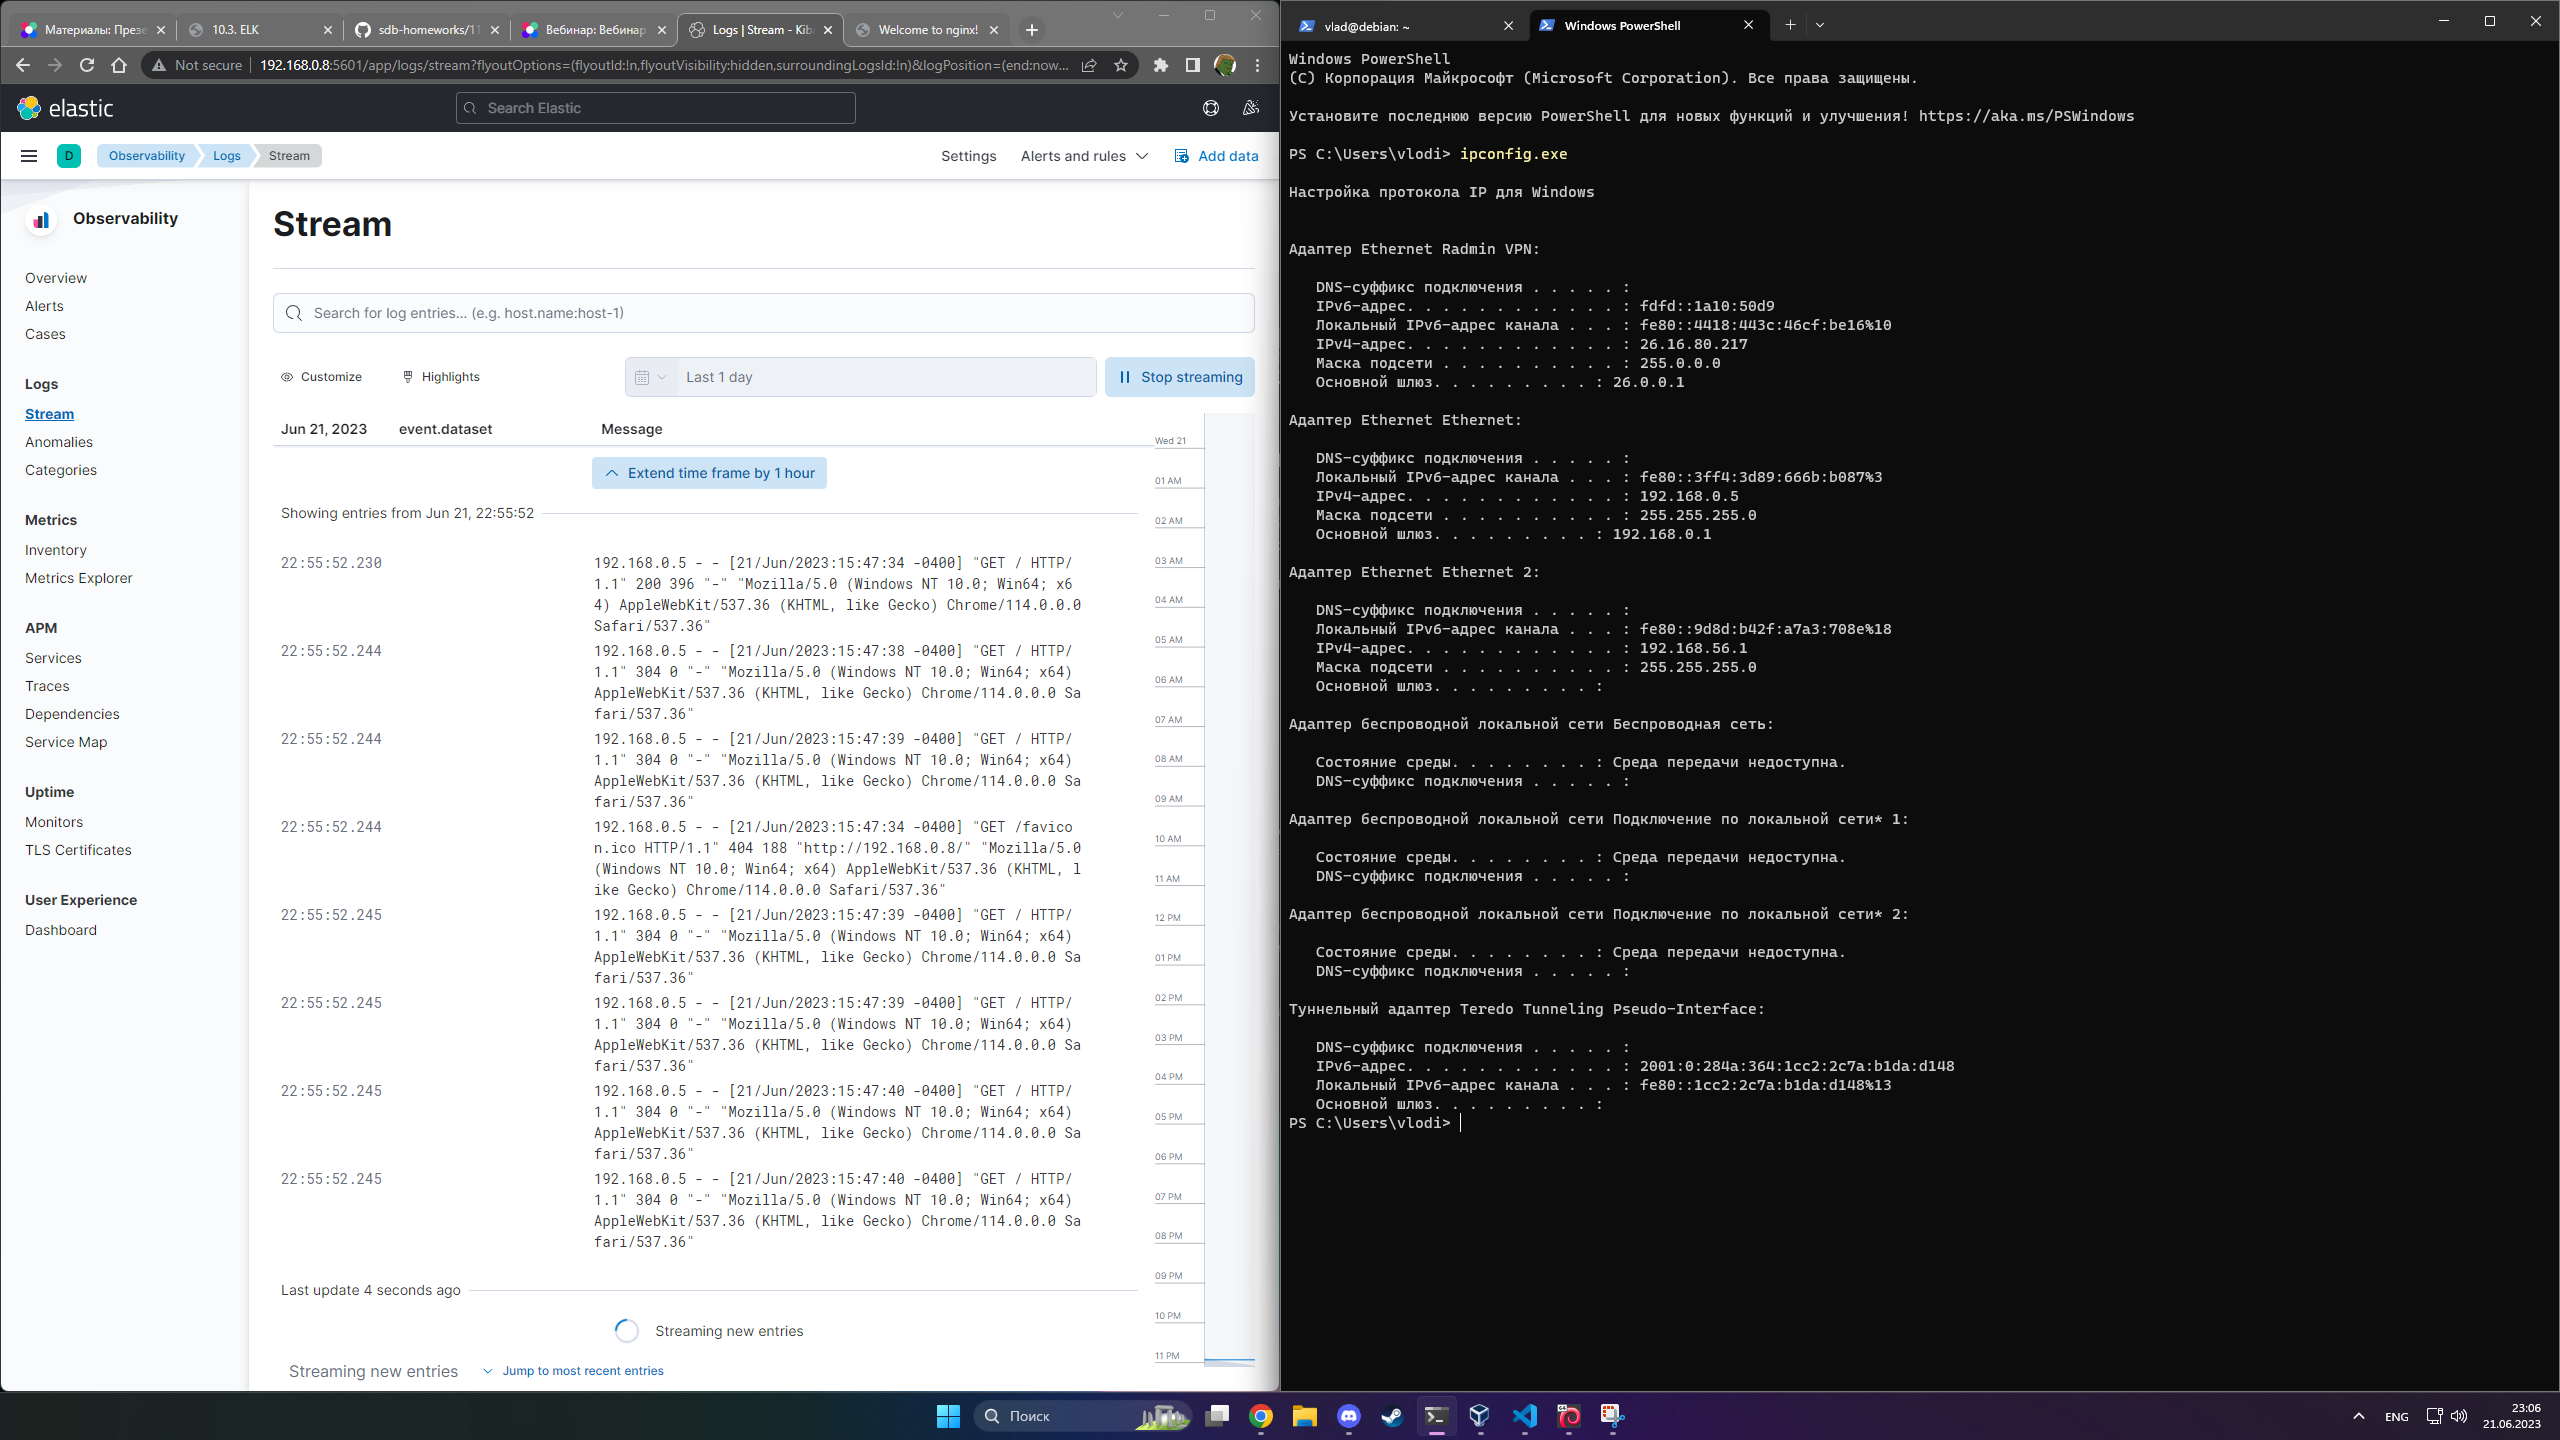 Материалы: Презе
10.3. ELK
sdb-homeworks/11
Вебинар: Вебинар
Logs | Stream - Kiba
Welcome to nginx!
Not secure
192.168.0.8:5601/app/logs/stream?flyoutOptions=(flyoutId:!n,flyoutVisibility:hidden,surroundingLogsId:!n)&logPosition=(end:now...
elastic
Search Elastic
D
Observability
Logs
Stream
Settings
Alerts and rules
Add data
Observability
Overview
Alerts
Cases
Logs
Stream
Anomalies
Categories
Metrics
Inventory
Metrics Explorer
APM
Services
Traces
Dependencies
Service Map
Uptime
Monitors
TLS Certificates
User Experience
Dashboard
Stream
Search for log entries... (e.g. host.name:host-1)
Customize
Highlights
Last 1 day
Stop streaming
Jun 21, 2023 event.dataset Message
Extend time frame by 1 hour
Showing entries from Jun 21, 22:55:52
22:55:52.230 192.168.0.5 - - [21/Jun/2023:15:47:34 -0400] "GET / HTTP/
1.1" 200 396 "-" "Mozilla/5.0 (Windows NT 10.0; Win64; x6
4) AppleWebKit/537.36 (KHTML, like Gecko) Chrome/114.0.0.0
Safari/537.36"
22:55:52.244 192.168.0.5 - - [21/Jun/2023:15:47:38 -0400] "GET / HTTP/
1.1" 304 0 "-" "Mozilla/5.0 (Windows NT 10.0; Win64; x64)
AppleWebKit/537.36 (KHTML, like Gecko) Chrome/114.0.0.0 Sa
fari/537.36"
22:55:52.244 192.168.0.5 - - [21/Jun/2023:15:47:39 -0400] "GET / HTTP/
1.1" 304 0 "-" "Mozilla/5.0 (Windows NT 10.0; Win64; x64)
AppleWebKit/537.36 (KHTML, like Gecko) Chrome/114.0.0.0 Sa
fari/537.36"
22:55:52.244 192.168.0.5 - - [21/Jun/2023:15:47:34 -0400] "GET /favico
n.ico HTTP/1.1" 404 188 "http://192.168.0.8/" "Mozilla/5.0
(Windows NT 10.0; Win64; x64) AppleWebKit/537.36 (KHTML, l
ike Gecko) Chrome/114.0.0.0 Safari/537.36"
22:55:52.245 192.168.0.5 - - [21/Jun/2023:15:47:39 -0400] "GET / HTTP/
1.1" 304 0 "-" "Mozilla/5.0 (Windows NT 10.0; Win64; x64)
AppleWebKit/537.36 (KHTML, like Gecko) Chrome/114.0.0.0 Sa
fari/537.36"
22:55:52.245 192.168.0.5 - - [21/Jun/2023:15:47:39 -0400] "GET / HTTP/
1.1" 304 0 "-" "Mozilla/5.0 (Windows NT 10.0; Win64; x64)
AppleWebKit/537.36 (KHTML, like Gecko) Chrome/114.0.0.0 Sa
fari/537.36"
22:55:52.245 192.168.0.5 - - [21/Jun/2023:15:47:40 -0400] "GET / HTTP/
1.1" 304 0 "-" "Mozilla/5.0 (Windows NT 10.0; Win64; x64)
AppleWebKit/537.36 (KHTML, like Gecko) Chrome/114.0.0.0 Sa
fari/537.36"
22:55:52.245 192.168.0.5 - - [21/Jun/2023:15:47:40 -0400] "GET / HTTP/
1.1" 304 0 "-" "Mozilla/5.0 (Windows NT 10.0; Win64; x64)
AppleWebKit/537.36 (KHTML, like Gecko) Chrome/114.0.0.0 Sa
fari/537.36"
Last update 4 seconds ago
Streaming new entries
Streaming new entries
Jump to most recent entries
Wed 21
01 AM
02 AM
03 AM
04 AM
05 AM
06 AM
07 AM
08 AM
09 AM
10 AM
11 AM
12 PM
01 PM
02 PM
03 PM
04 PM
05 PM
06 PM
07 PM
08 PM
09 PM
10 PM
11 PM
vlad@debian: ~
Windows PowerShell
Windows PowerShell
(C) Корпорация Майкрософт (Microsoft Corporation). Все права защищены.
Установите последнюю версию PowerShell для новых функций и улучшения! https://aka.ms/PSWindows
PS C:\Users\vlodi> ipconfig.exe
Настройка протокола IP для Windows
Адаптер Ethernet Radmin VPN:
DNS-суффикс подключения . . . . . :
IPv6-адрес. . . . . . . . . . . . : fdfd::1a10:50d9
Локальный IPv6-адрес канала . . . : fe80::4418:443c:46cf:be16%10
IPv4-адрес. . . . . . . . . . . . : 26.16.80.217
Маска подсети . . . . . . . . . . : 255.0.0.0
Основной шлюз. . . . . . . . . : 26.0.0.1
Адаптер Ethernet Ethernet:
DNS-суффикс подключения . . . . . :
Локальный IPv6-адрес канала . . . : fe80::3ff4:3d89:666b:b087%3
IPv4-адрес. . . . . . . . . . . . : 192.168.0.5
Маска подсети . . . . . . . . . . : 255.255.255.0
Основной шлюз. . . . . . . . . : 192.168.0.1
Адаптер Ethernet Ethernet 2:
DNS-суффикс подключения . . . . . :
Локальный IPv6-адрес канала . . . : fe80::9d8d:b42f:a7a3:708e%18
IPv4-адрес. . . . . . . . . . . . : 192.168.56.1
Маска подсети . . . . . . . . . . : 255.255.255.0
Основной шлюз. . . . . . . . . :
Адаптер беспроводной локальной сети Беспроводная сеть:
Состояние среды. . . . . . . . : Среда передачи недоступна.
DNS-суффикс подключения . . . . . :
Адаптер беспроводной локальной сети Подключение по локальной сети* 1:
Состояние среды. . . . . . . . : Среда передачи недоступна.
DNS-суффикс подключения . . . . . :
Адаптер беспроводной локальной сети Подключение по локальной сети* 2:
Состояние среды. . . . . . . . : Среда передачи недоступна.
DNS-суффикс подключения . . . . . :
Туннельный адаптер Teredo Tunneling Pseudo-Interface:
DNS-суффикс подключения . . . . . :
IPv6-адрес. . . . . . . . . . . . : 2001:0:284a:364:1cc2:2c7a:b1da:d148
Локальный IPv6-адрес канала . . . : fe80::1cc2:2c7a:b1da:d148%13
Основной шлюз. . . . . . . . . :
PS C:\Users\vlodi>
Поиск
ENG
23:06
21.06.2023